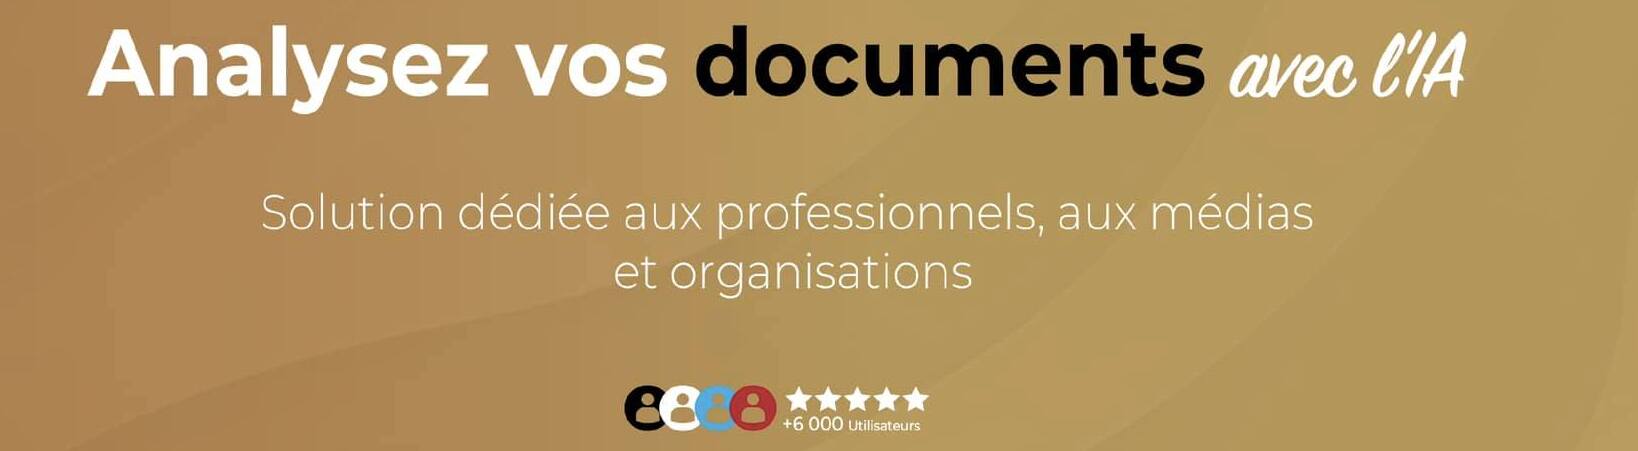 Analysez vos documents avec l'IA
Solution dédiée aux professionnels, aux médias
et organisations
+6 000 Utilisateurs